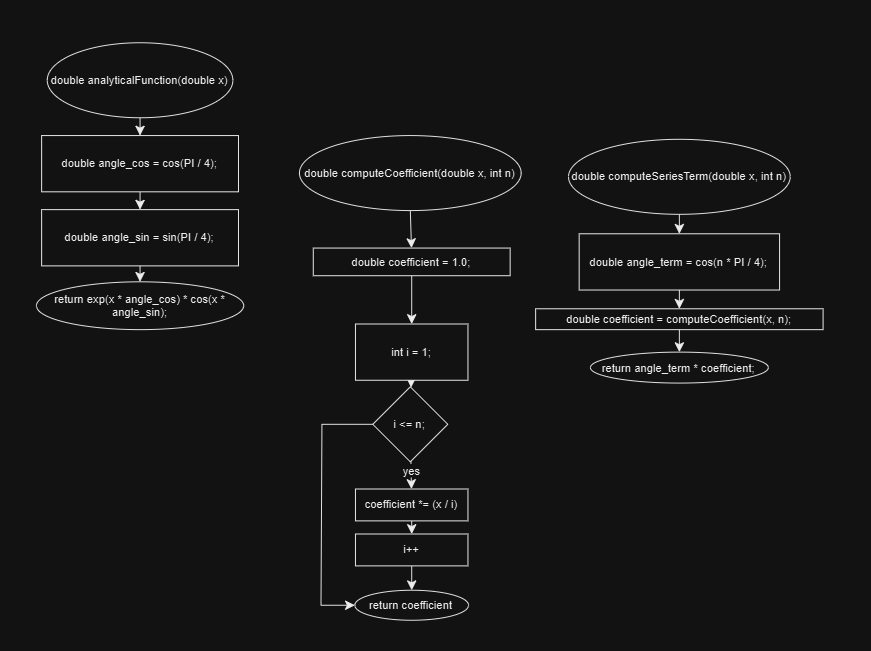 double analyticalFunction(double x)
double angle_cos = cos(PI / 4);
double angle_sin = sin(PI / 4);
return exp(x * angle_cos) * cos(x *
angle_sin);
double computeCoefficient(double x, int n)
double coefficient = 1.0;
int i = 1;
i <= n;
yes
coefficient *= (x / i)
i++
return coefficient
double computeSeriesTerm(double x, int n)
double angle_term = cos(n * PI / 4);
double coefficient = computeCoefficient(x, n);
return angle_term * coefficient;